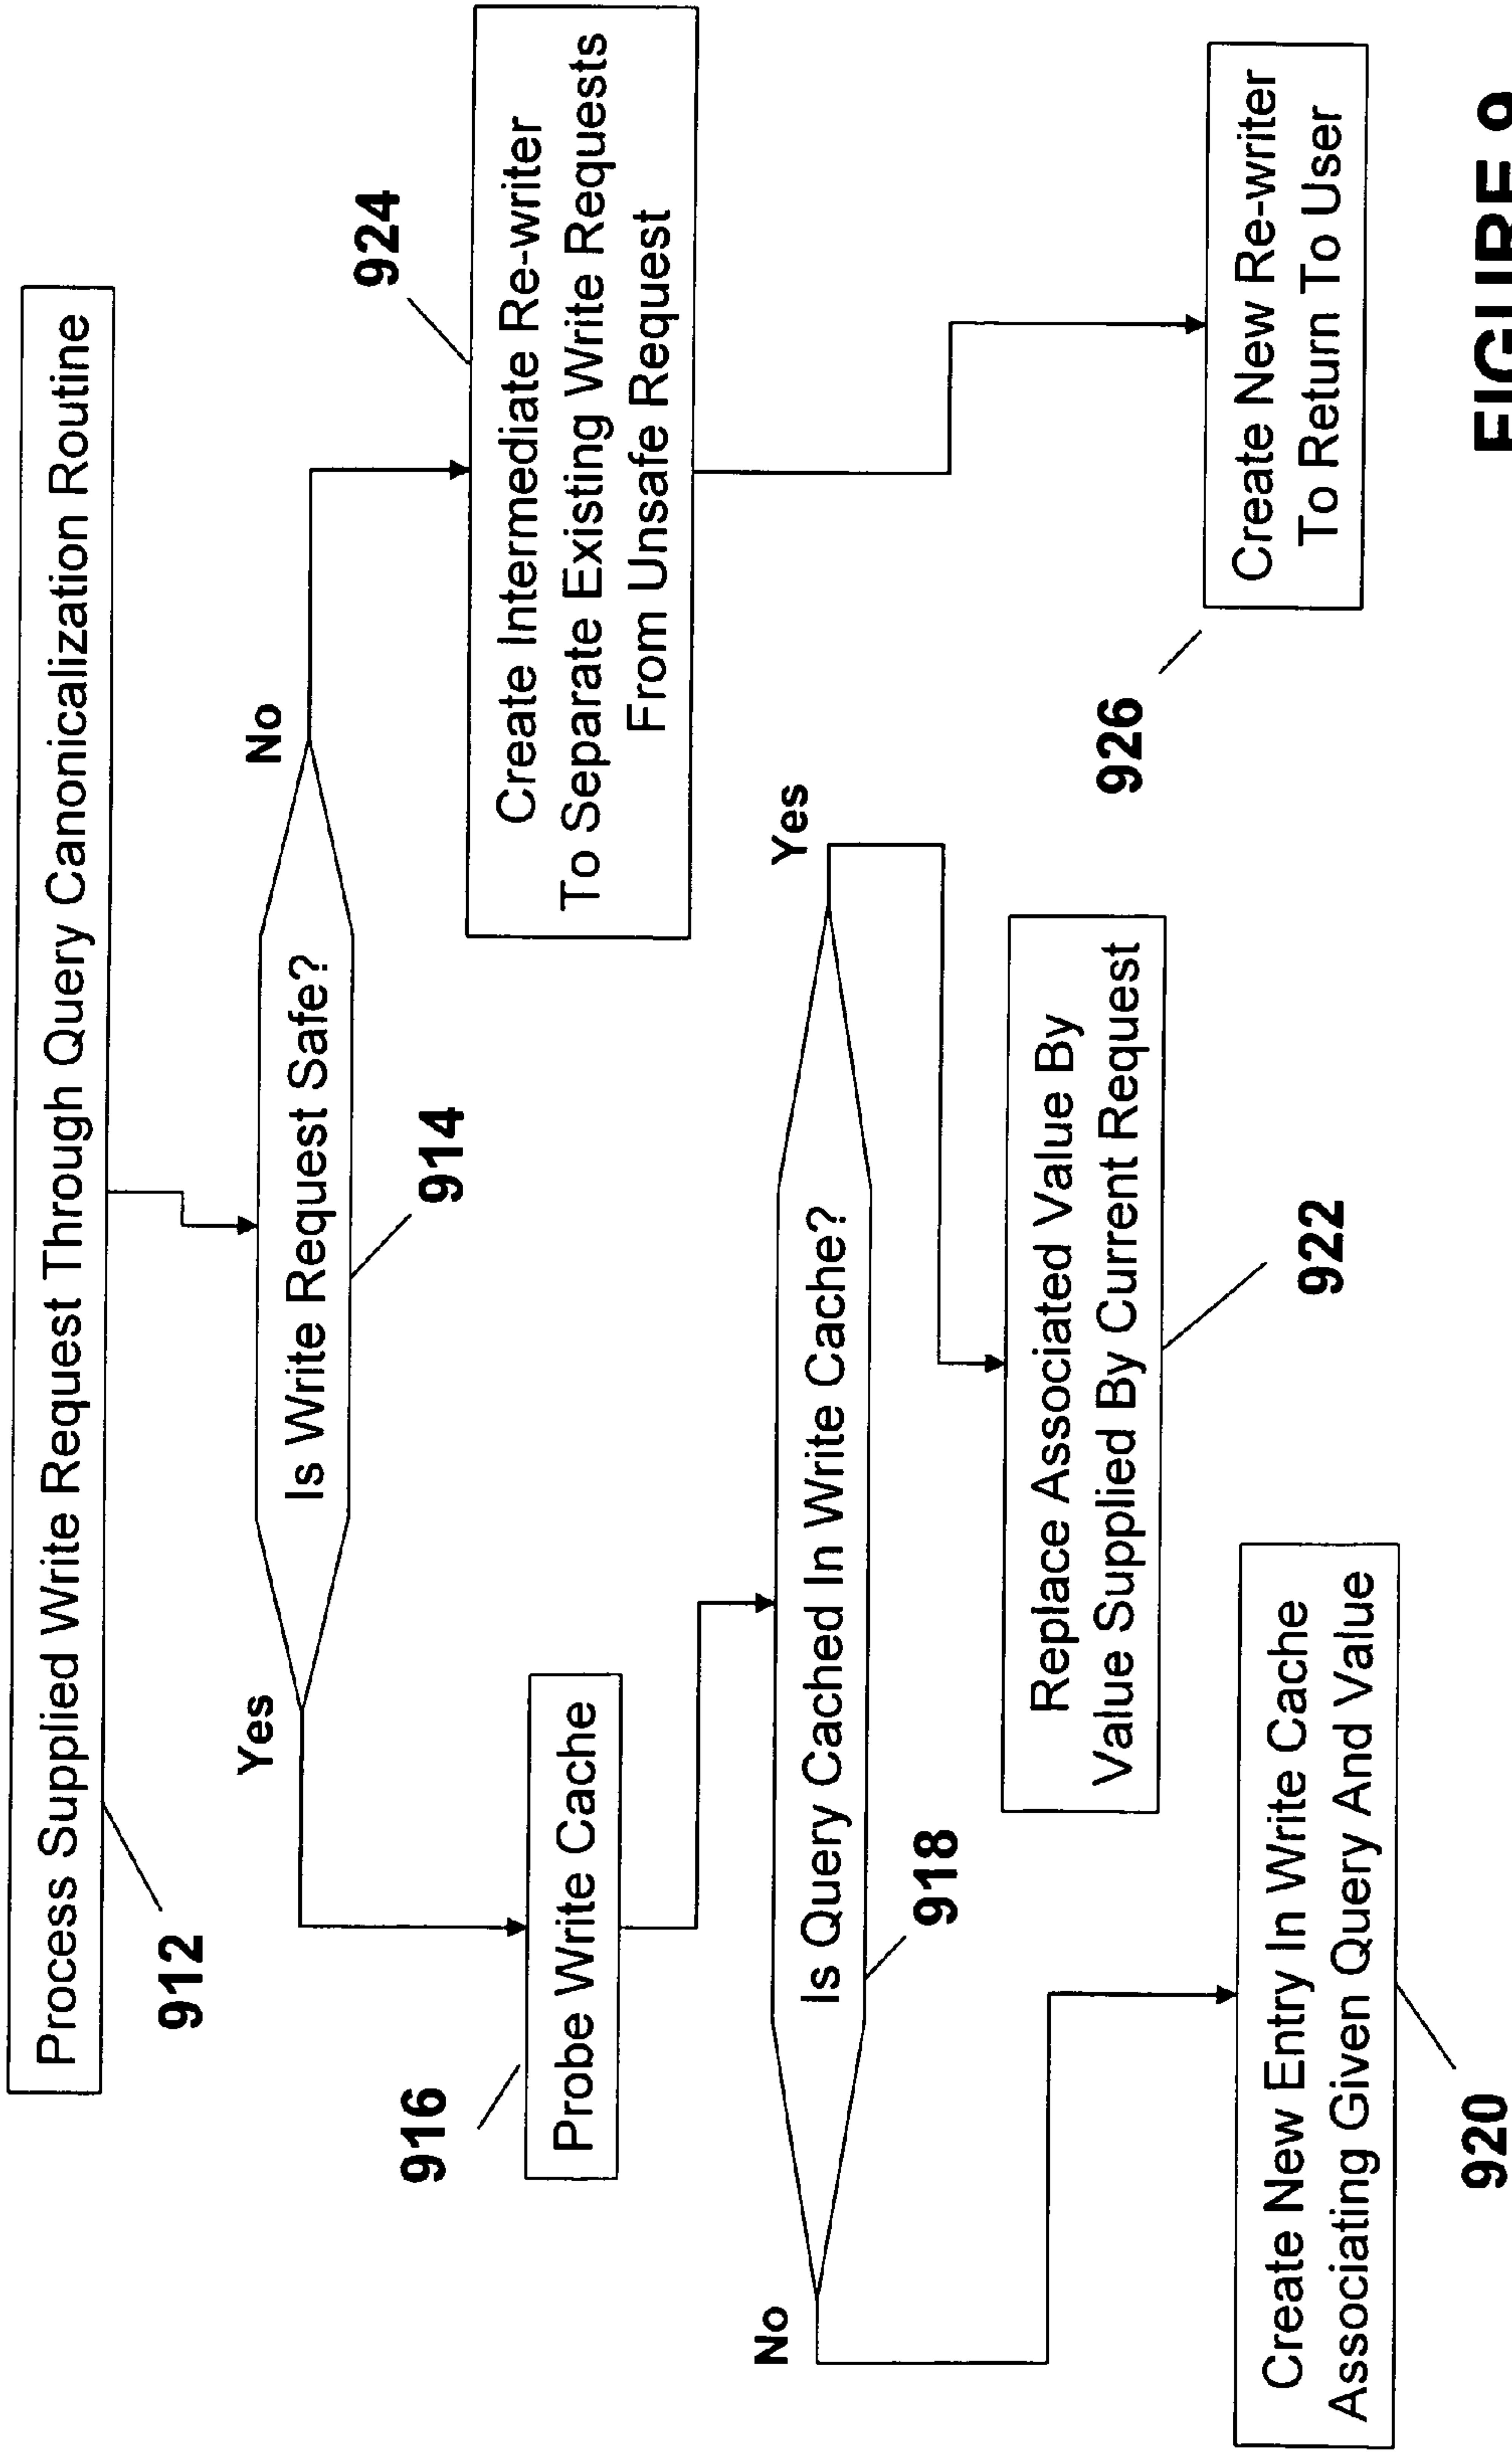 Process Supplied Write Request Through Query Canonicalization Routine
912
Yes
Is Write Request Safe?
No
914
916
Probe Write Cache
924
Create Intermediate Re-writer
To Separate Existing Write Requests
From Unsafe Request
No
Is Query Cached In Write Cache?
Yes
918
Replace Associated Value By
Value Supplied By Current Request
922
926
Create New Re-writer
To Return To User
Create New Entry In Write Cache
Associating Given Query And Value
920
FIGURE 9